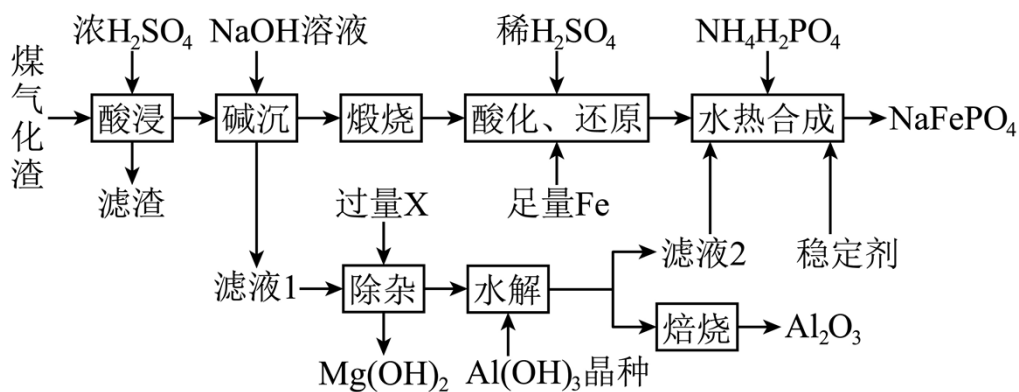 浓H₂SO₄ NaOH溶液 稀H₂SO₄ NH₄H₂PO₄
煤气化渣 酸浸 碱沉 煅烧 酸化、还原 水热合成 NaFePO₄
滤渣 过量X 足量Fe
滤液1 除杂 水解 滤液2 稳定剂
焙烧 Al₂O₃
Mg(OH)₂ Al(OH)₃晶种